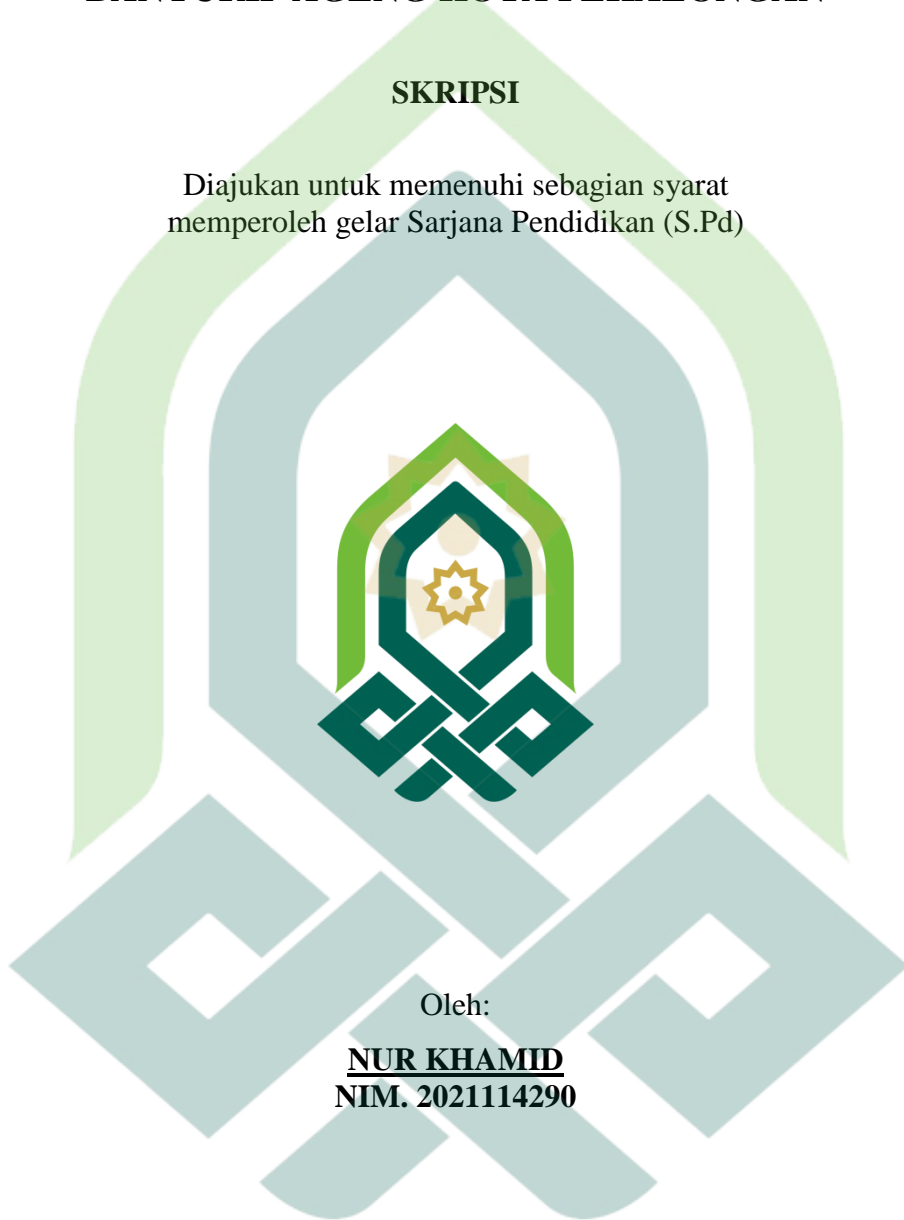 SKRIPSI
Diajukan untuk memenuhi sebagian syarat
memperoleh gelar Sarjana Pendidikan (S.Pd)
Oleh:
NUR KHAMID
NIM. 2021114290